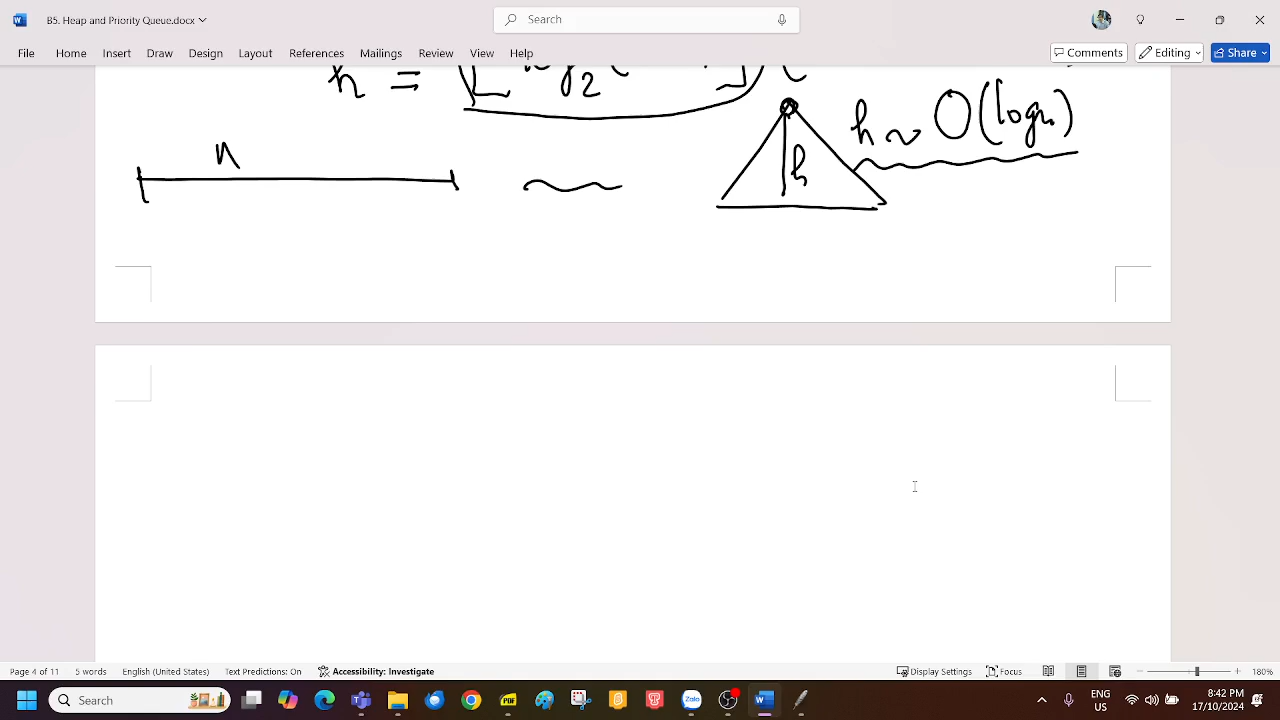 B5. Heap and Priority Queue.docx
Search
File Home Insert Draw Design Layout References Mailings Review View Help
Comments Editing Share
h =
h ~ O(logn)
n
h
Page 4 of 11 5 words English (United States) Text Predictions: On Accessibility: Investigate
Display Settings Focus 180%
Search
PDF
Zalo
ENG
US
8:42 PM
17/10/2024